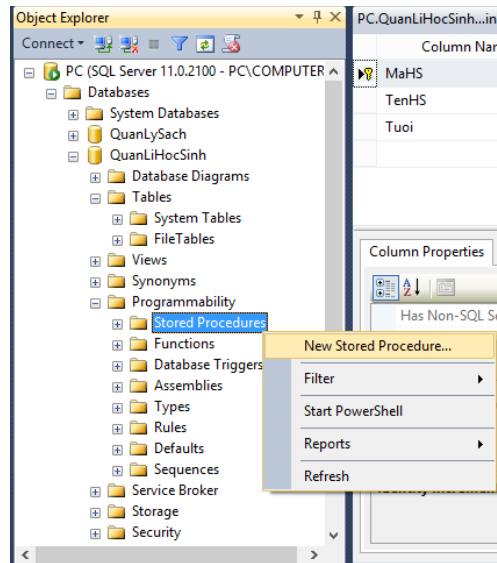 Object Explorer
Connect
PC (SQL Server 11.0.2100 - PC\COMPUTER
Databases
System Databases
QuanLySach
QuanLiHocSinh
Database Diagrams
Tables
System Tables
FileTables
Views
Synonyms
Programmability
Stored Procedures
Functions
Database Triggers
Assemblies
Types
Rules
Defaults
Sequences
Service Broker
Storage
Security
New Stored Procedure...
Filter
Start PowerShell
Reports
Refresh
PC.QuanLiHocSinh...in
Column Nar
MaHS
TenHS
Tuoi
Column Properties
Has Non-SQL Se